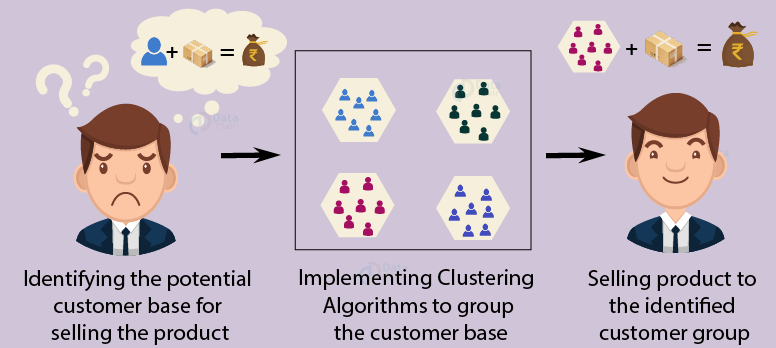 Identifying the potential
customer base for
selling the product
Implementing Clustering
Algorithms to group
the customer base
Selling product to
the identified
customer group